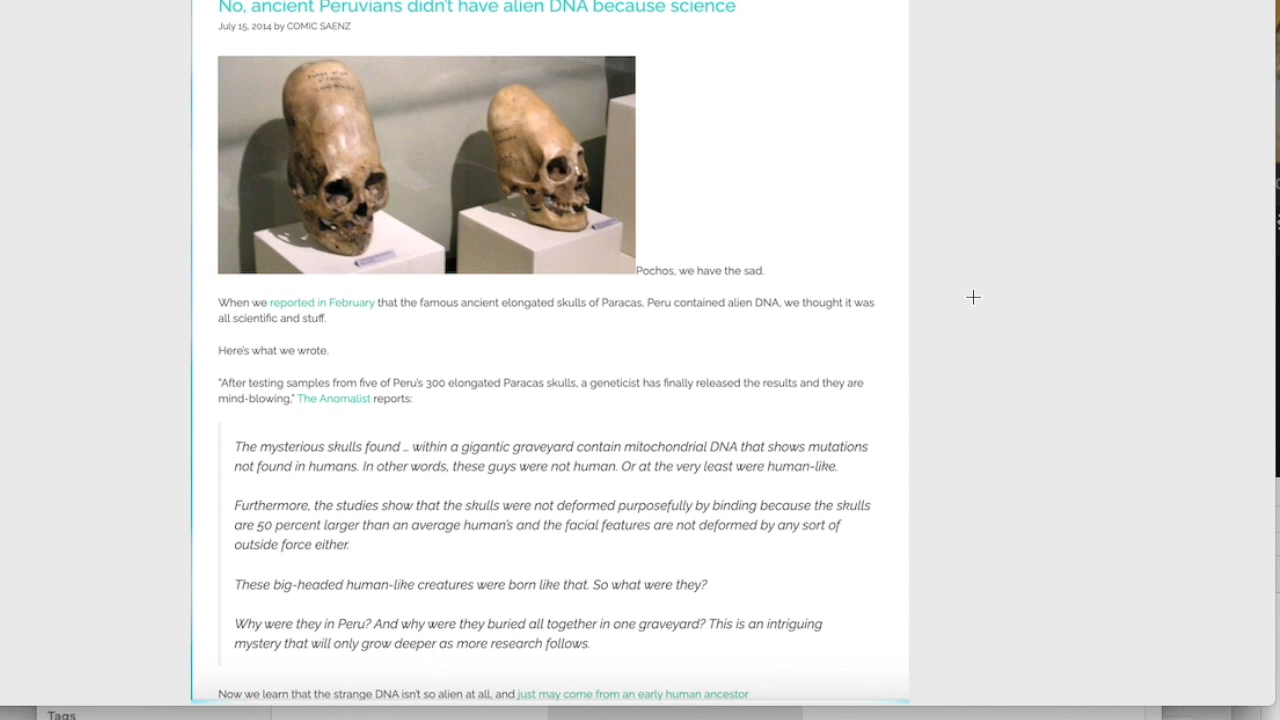 No, ancient Peruvians didn't have alien DNA because science
July 15, 2014 by COMIC SAENZ
Pochos, we have the sad.
When we reported in February that the famous ancient elongated skulls of Paracas, Peru contained alien DNA, we thought it was
all scientific and stuff.
Here's what we wrote.
"After testing samples from five of Peru's 300 elongated Paracas skulls, a geneticist has finally released the results and they are
mind-blowing," The Anomalist reports:
The mysterious skulls found … within a gigantic graveyard contain mitochondrial DNA that shows mutations
not found in humans. In other words, these guys were not human. Or at the very least were human-like.
Furthermore, the studies show that the skulls were not deformed purposefully by binding because the skulls
are 50 percent larger than an average human's and the facial features are not deformed by any sort of
outside force either.
These big-headed human-like creatures were born like that. So what were they?
Why were they in Peru? And why were they buried all together in one graveyard? This is an intriguing
mystery that will only grow deeper as more research follows.
Now we learn that the strange DNA isn't so alien at all, and just may come from an early human ancestor
Tags